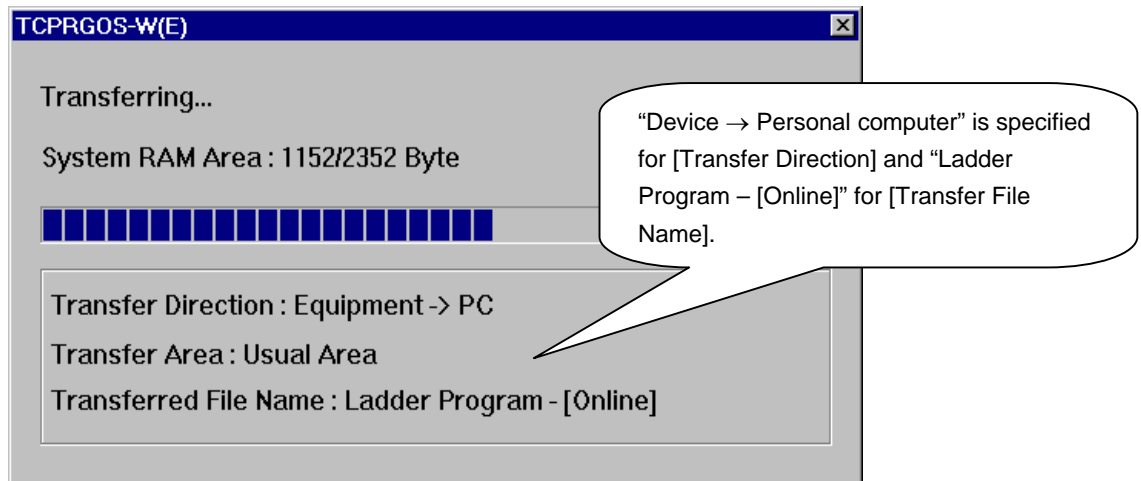 TCPRGOS-W(E)
Transferring...
System RAM Area : 1152/2352 Byte
“Device → Personal computer” is specified
for [Transfer Direction] and “Ladder
Program – [Online]” for [Transfer File
Name].
Transfer Direction : Equipment -> PC
Transfer Area : Usual Area
Transferred File Name : Ladder Program - [Online]